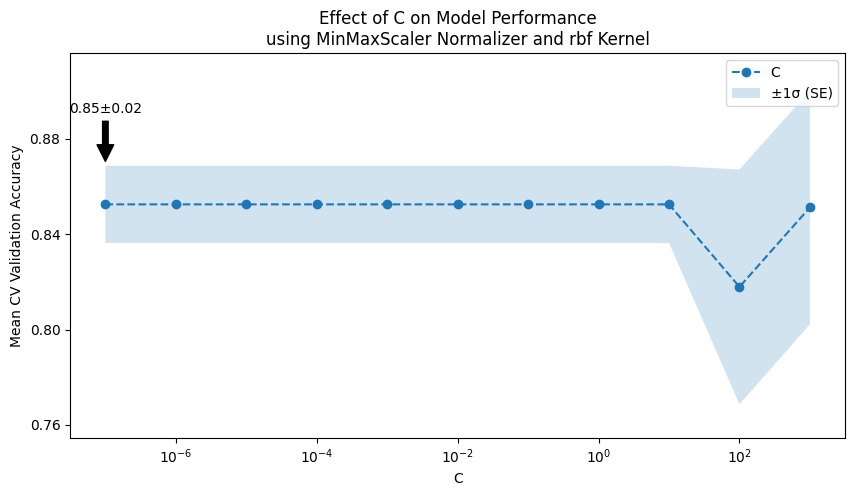 Effect of C on Model Performance
using MinMaxScaler Normalizer and rbf Kernel
C
±1σ (SE)
0.85±0.02
Mean CV Validation Accuracy
0.88
0.84
0.80
0.76
10⁻⁶
10⁻⁴
10⁻²
10⁰
10²
C